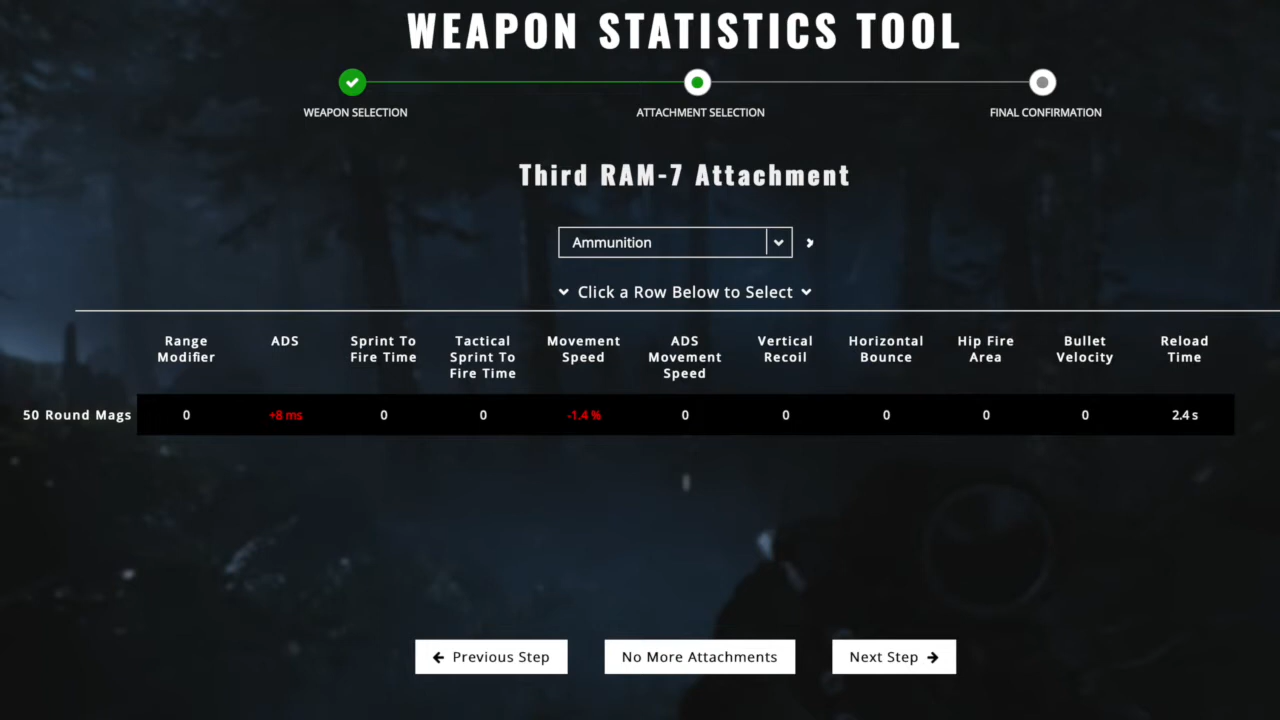 WEAPON STATISTICS TOOL
WEAPON SELECTION
ATTACHMENT SELECTION
FINAL CONFIRMATION
Third RAM-7 Attachment
Ammunition
Click a Row Below to Select
Range Modifier
ADS
Sprint To Fire Time
Tactical Sprint To Fire Time
Movement Speed
ADS Movement Speed
Vertical Recoil
Horizontal Bounce
Hip Fire Area
Bullet Velocity
Reload Time
50 Round Mags 0 +8 ms 0 0 -1.4 % 0 0 0 0 0 2.4 s
Previous Step
No More Attachments
Next Step